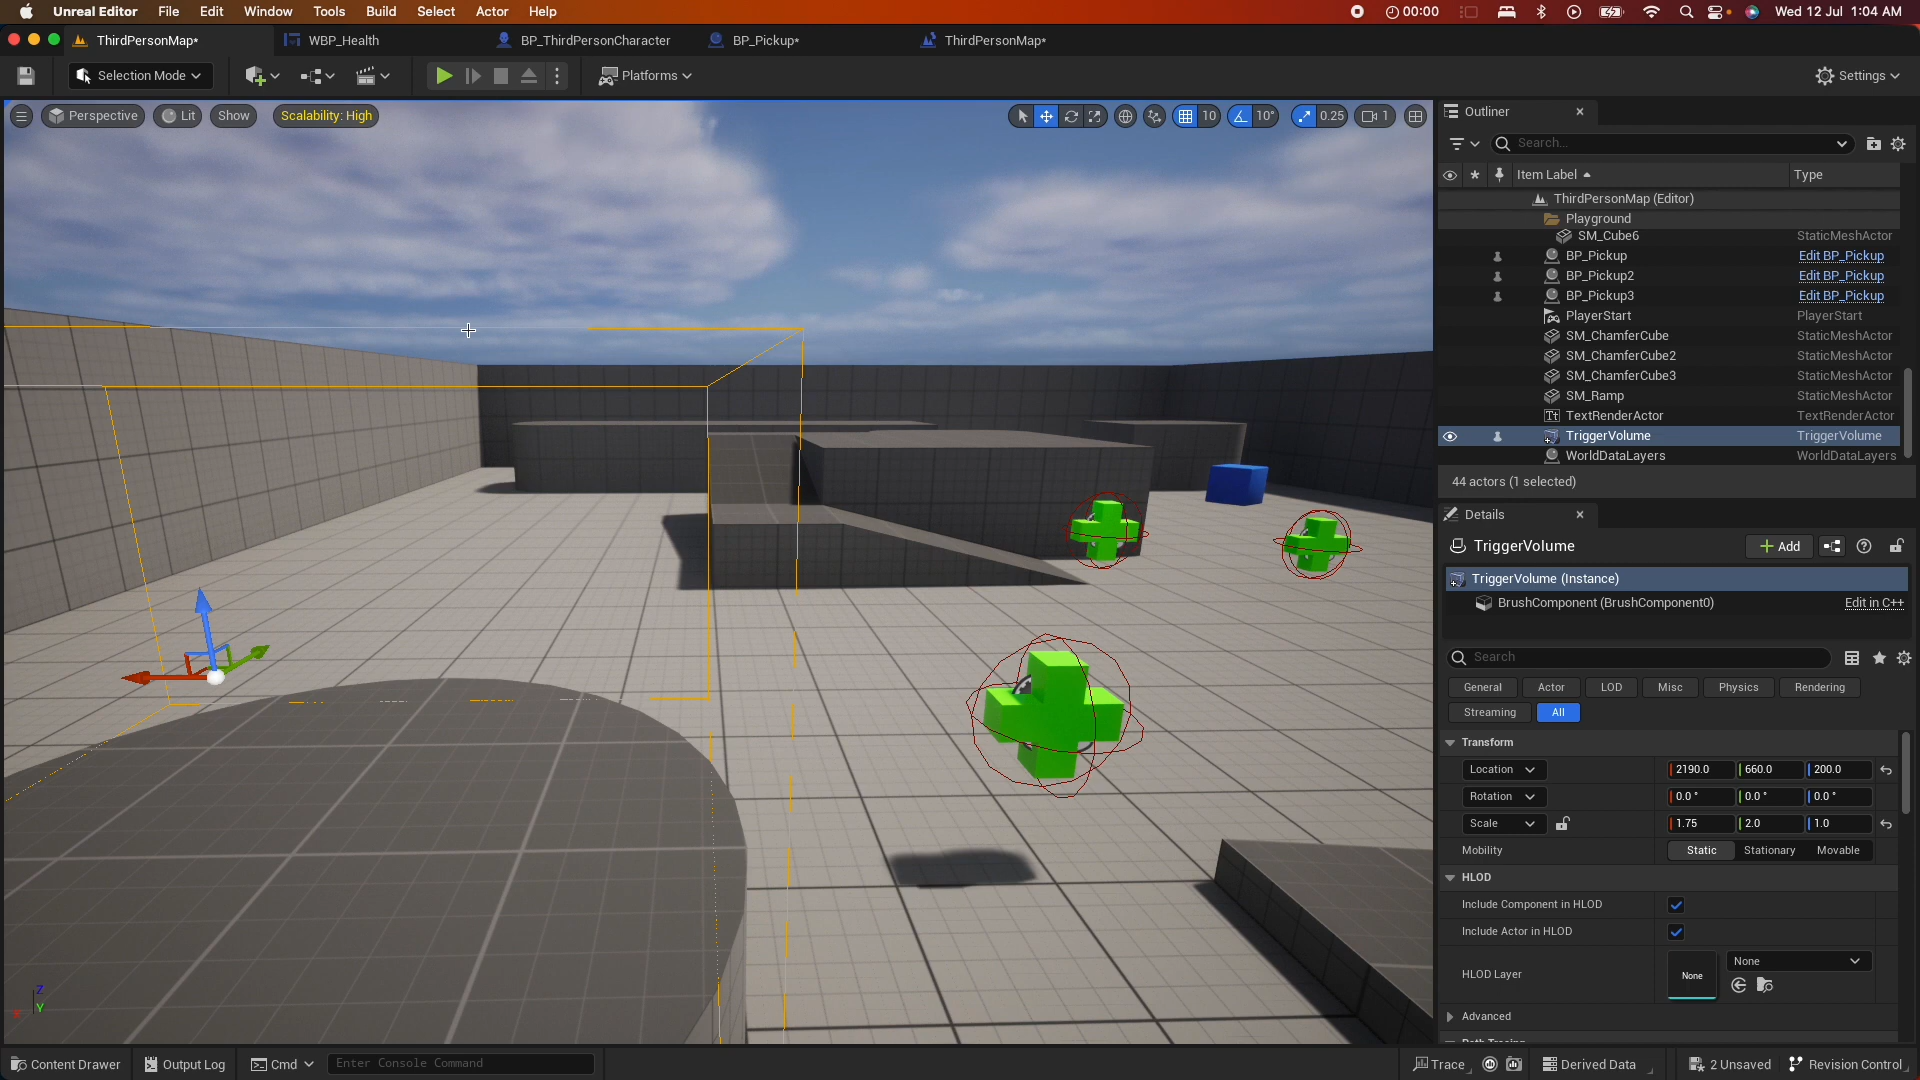 Unreal Editor File Edit Window Tools Build Select Actor Help 00:00 Wed 12 Jul 1:04 AM
ThirdPersonMap* WBP_Health BP_ThirdPersonCharacter BP_Pickup* ThirdPersonMap*
Selection Mode Platforms Settings
Perspective Lit Show Scalability: High 10 10° 0.25 1
Outliner
Search...
Item Label Type
ThirdPersonMap (Editor)
Playground
SM_Cube6 StaticMeshActor
BP_Pickup Edit BP_Pickup
BP_Pickup2 Edit BP_Pickup
BP_Pickup3 Edit BP_Pickup
PlayerStart PlayerStart
SM_ChamferCube StaticMeshActor
SM_ChamferCube2 StaticMeshActor
SM_ChamferCube3 StaticMeshActor
SM_Ramp StaticMeshActor
TextRenderActor TextRenderActor
TriggerVolume TriggerVolume
WorldDataLayers WorldDataLayers
44 actors (1 selected)
Details
TriggerVolume Add
TriggerVolume (Instance)
BrushComponent (BrushComponent0) Edit in C++
Search
General Actor LOD Misc Physics Rendering
Streaming All
Transform
Location 2190.0 660.0 200.0
Rotation 0.0° 0.0° 0.0°
Scale 1.75 2.0 1.0
Mobility Static Stationary Movable
HLOD
Include Component in HLOD
Include Actor in HLOD
HLOD Layer None None
Advanced
Z
Y
Content Drawer Output Log Cmd Enter Console Command Trace Derived Data 2 Unsaved Revision Control